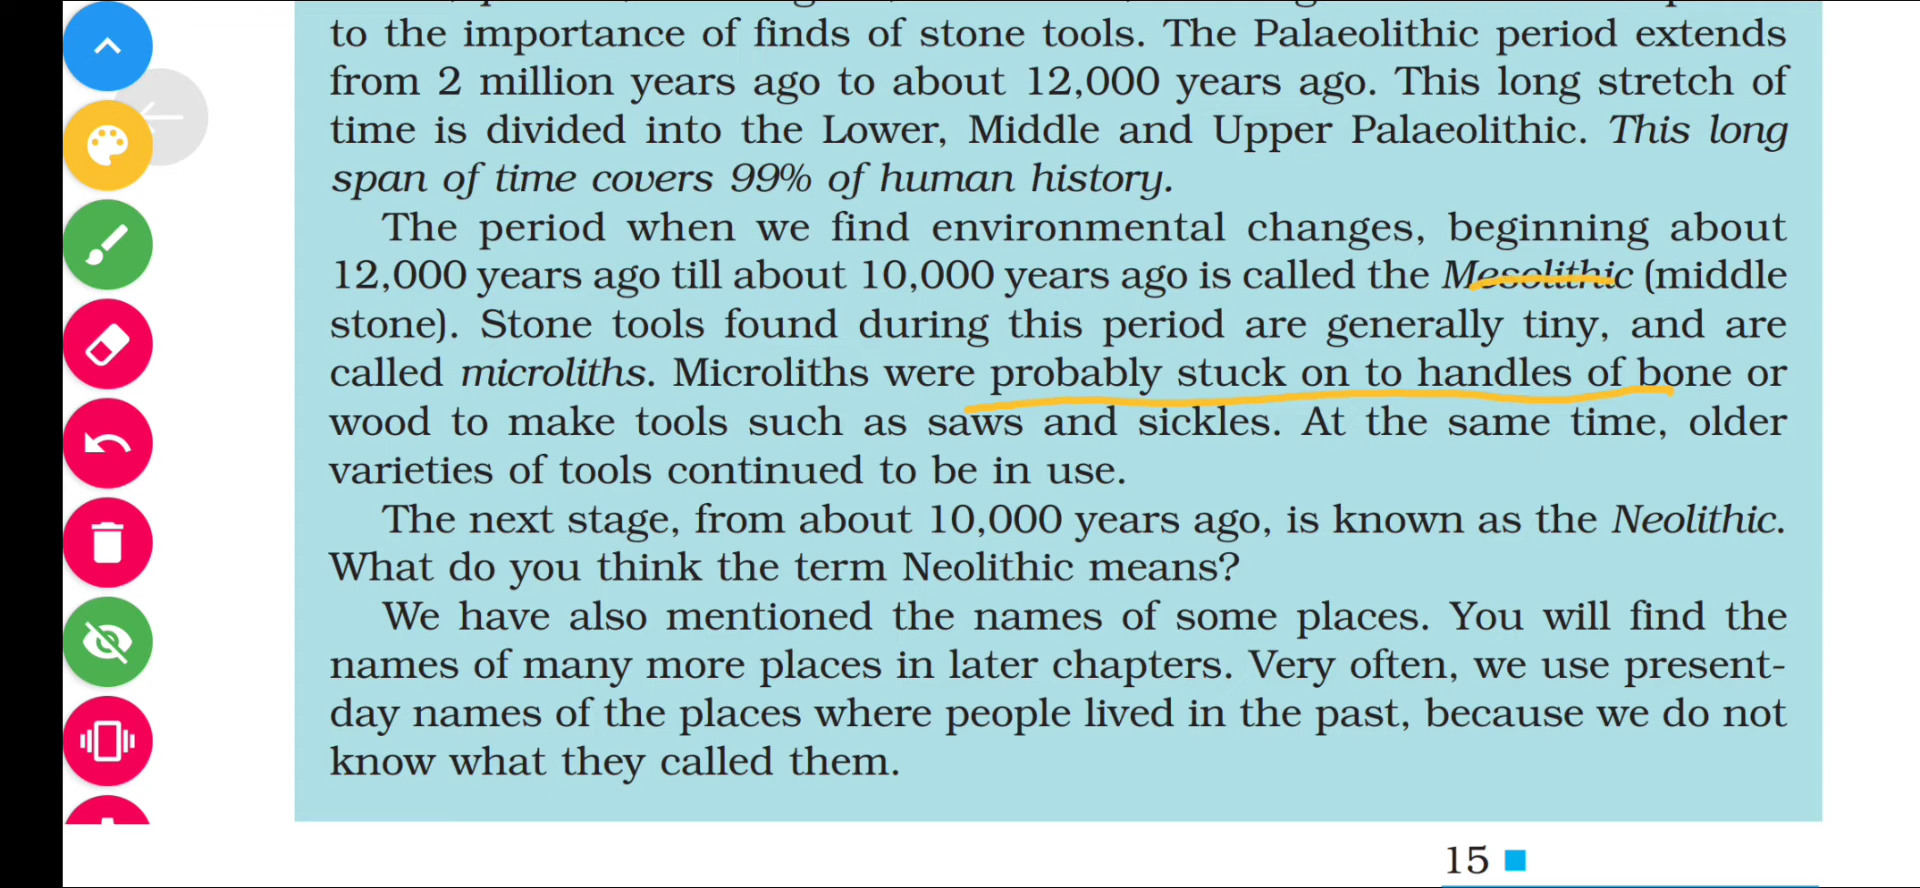 to the importance of finds of stone tools. The Palaeolithic period extends
from 2 million years ago to about 12,000 years ago. This long stretch of
time is divided into the Lower, Middle and Upper Palaeolithic. This long
span of time covers 99% of human history.
The period when we find environmental changes, beginning about
12,000 years ago till about 10,000 years ago is called the Mesolithic (middle
stone). Stone tools found during this period are generally tiny, and are
called microliths. Microliths were probably stuck on to handles of bone or
wood to make tools such as saws and sickles. At the same time, older
varieties of tools continued to be in use.
The next stage, from about 10,000 years ago, is known as the Neolithic.
What do you think the term Neolithic means?
We have also mentioned the names of some places. You will find the
names of many more places in later chapters. Very often, we use present-
day names of the places where people lived in the past, because we do not
know what they called them.
15